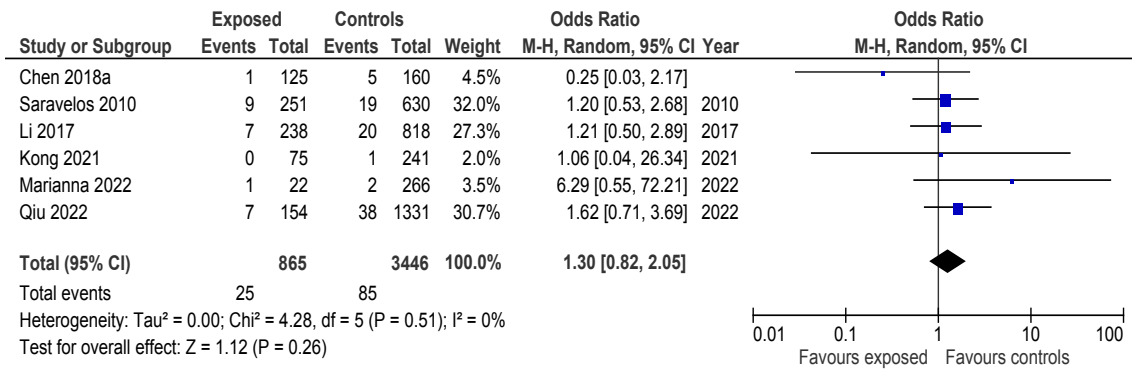 Exposed Controls Odds Ratio Odds Ratio
Study or Subgroup Events Total Events Total Weight M-H, Random, 95% CI Year M-H, Random, 95% CI
Chen 2018a 1 125 5 160 4.5% 0.25 [0.03, 2.17]
Saravelos 2010 9 251 19 630 32.0% 1.20 [0.53, 2.68] 2010
Li 2017 7 238 20 818 27.3% 1.21 [0.50, 2.89] 2017
Kong 2021 0 75 1 241 2.0% 1.06 [0.04, 26.34] 2021
Marianna 2022 1 22 2 266 3.5% 6.29 [0.55, 72.21] 2022
Qiu 2022 7 154 38 1331 30.7% 1.62 [0.71, 3.69] 2022
Total (95% CI) 865 3446 100.0% 1.30 [0.82, 2.05]
Total events 25 85
Heterogeneity: Tau² = 0.00; Chi² = 4.28, df = 5 (P = 0.51); I² = 0%
Test for overall effect: Z = 1.12 (P = 0.26)
0.01 0.1 1 10 100
Favours exposed Favours controls